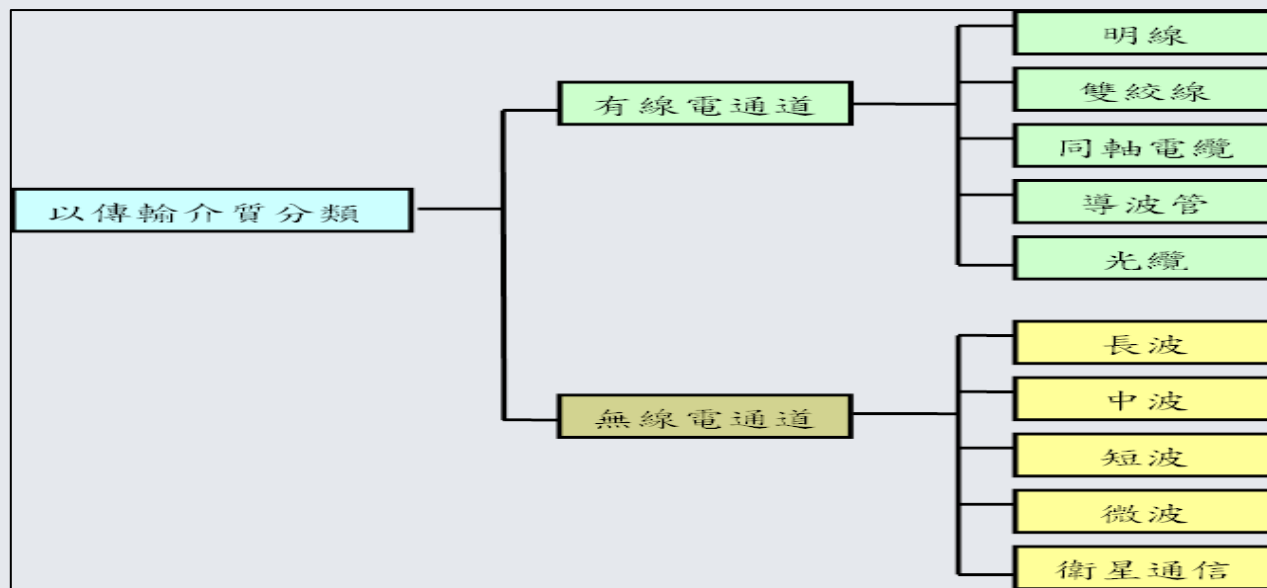 以傳輸介質分類
有線電通道
明線
雙絞線
同軸電纜
導波管
光纜
無線電通道
長波
中波
短波
微波
衛星通信